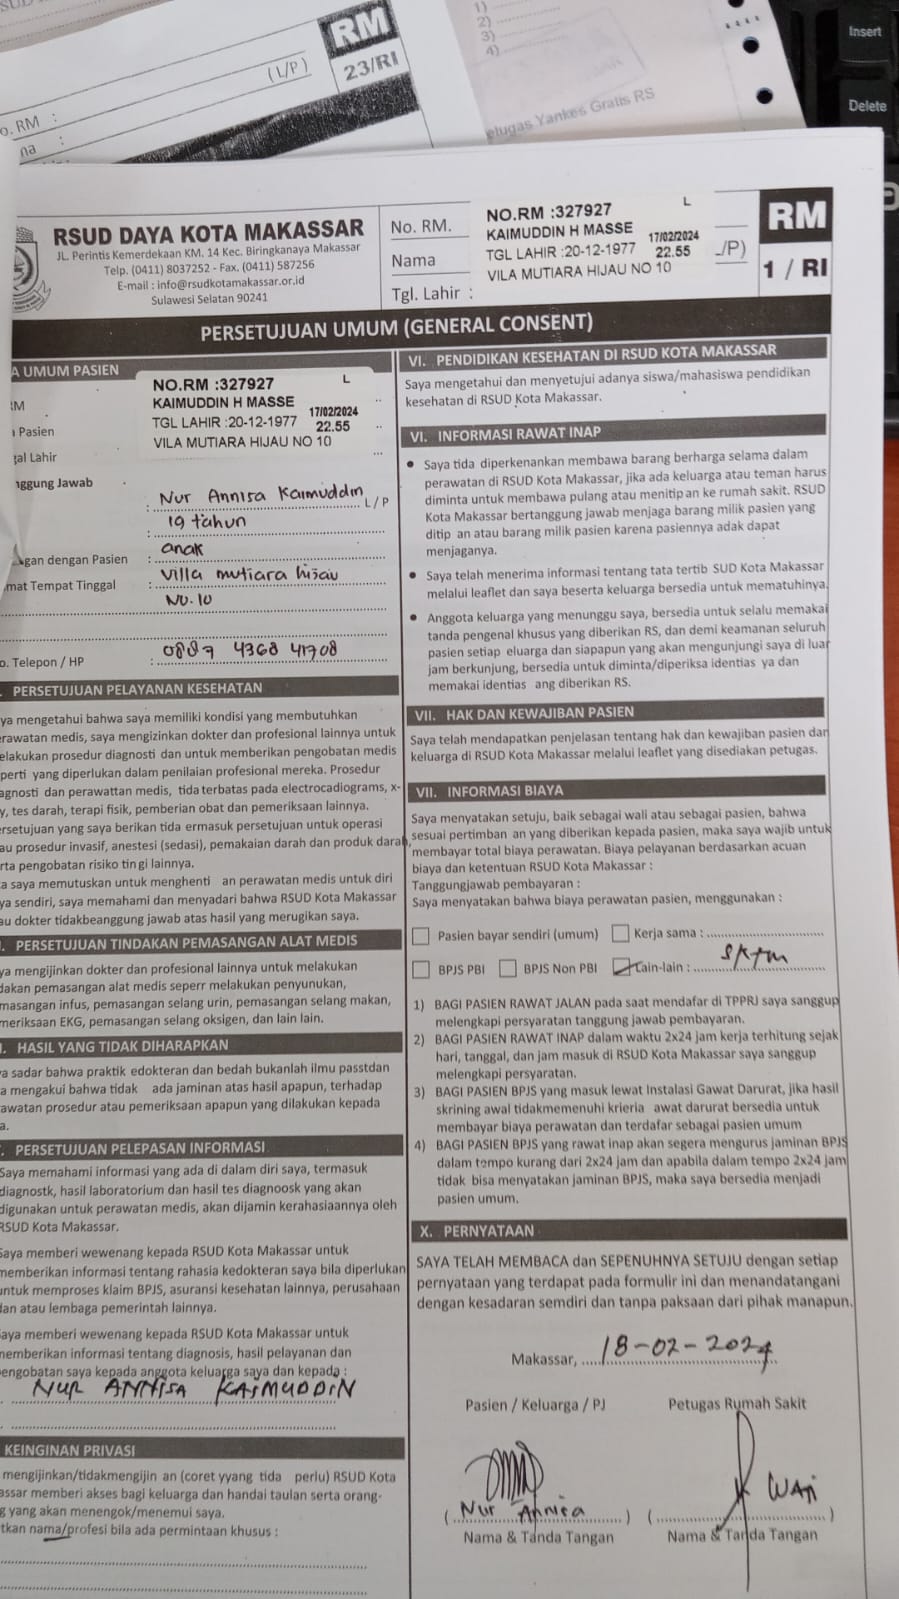 RM
23/RI
(L/P)
o. RM :
na :
1)
2)
3)
4)
etugas Yankes Gratis RS
Insert
Delete
RSUD DAYA KOTA MAKASSAR
JL. Perintis Kemerdekaan KM. 14 Kec. Biringkanaya Makassar
Telp. (0411) 8037252 - Fax. (0411) 587256
E-mail : info@rsudkotamakassar.or.id
Sulawesi Selatan 90241
No. RM.
Nama
Tgl. Lahir :
NO.RM :327927 L
KAIMUDDIN H MASSE
TGL LAHIR :20-12-1977 17/02/2024 22.55
VILA MUTIARA HIJAU NO 10
/P)
RM
1 / RI
PERSETUJUAN UMUM (GENERAL CONSENT)
A UMUM PASIEN
RM
Pasien
gal Lahir
NO.RM :327927 L
KAIMUDDIN H MASSE
TGL LAHIR :20-12-1977 17/02/2024 22.55
VILA MUTIARA HIJAU NO 10
nggung Jawab
: Nur Annisa Kaimuddin L / P
: 19 tahun
gan dengan Pasien : anak
mat Tempat Tinggal : Villa mutiara hijau
No. 10
o. Telepon / HP : 0887 4368 41708
. PERSETUJUAN PELAYANAN KESEHATAN
ya mengetahui bahwa saya memiliki kondisi yang membutuhkan
erawatan medis, saya mengizinkan dokter dan profesional lainnya untuk
elakukan prosedur diagnosti dan untuk memberikan pengobatan medis
perti yang diperlukan dalam penilaian profesional mereka. Prosedur
agnosti dan perawattan medis, tida terbatas pada electrocadiograms, x-
y, tes darah, terapi fisik, pemberian obat dan pemeriksaan lainnya.
ersetujuan yang saya berikan tida ermasuk persetujuan untuk operasi
au prosedur invasif, anestesi (sedasi), pemakaian darah dan produk darah,
rta pengobatan risiko tin gi lainnya.
a saya memutuskan untuk menghenti an perawatan medis untuk diri
ya sendiri, saya memahami dan menyadari bahwa RSUD Kota Makassar
au dokter tidakbeanggung jawab atas hasil yang merugikan saya.
. PERSETUJUAN TINDAKAN PEMASANGAN ALAT MEDIS
ya mengijinkan dokter dan profesional lainnya untuk melakukan
dakan pemasangan alat medis seperr melakukan penyunukan,
masangan infus, pemasangan selang urin, pemasangan selang makan,
meriksaan EKG, pemasangan selang oksigen, dan lain lain.
I. HASIL YANG TIDAK DIHARAPKAN
a sadar bahwa praktik edokteran dan bedah bukanlah ilmu passtdan
a mengakui bahwa tidak ada jaminan atas hasil apapun, terhadap
awatan prosedur atau pemeriksaan apapun yang dilakukan kepada
a.
. PERSETUJUAN PELEPASAN INFORMASI
Saya memahami informasi yang ada di dalam diri saya, termasuk
diagnostk, hasil laboratorium dan hasil tes diagnoosk yang akan
digunakan untuk perawatan medis, akan dijamin kerahasiaannya oleh
RSUD Kota Makassar.
Saya memberi wewenang kepada RSUD Kota Makassar untuk
memberikan informasi tentang rahasia kedokteran saya bila diperlukan
untuk memproses klaim BPJS, asuransi kesehatan lainnya, perusahaan
dan atau lembaga pemerintah lainnya.
Saya memberi wewenang kepada RSUD Kota Makassar untuk
memberikan informasi tentang diagnosis, hasil pelayanan dan
pengobatan saya kepada anggota keluarga saya dan kepada :
NUR ANNISA KAIMUDDIN
KEINGINAN PRIVASI
mengijinkan/tidakmengijin an (coret yyang tida perlu) RSUD Kota
assar memberi akses bagi keluarga dan handai taulan serta orang-
g yang akan menengok/menemui saya.
tkan nama/profesi bila ada permintaan khusus :
VI. PENDIDIKAN KESEHATAN DI RSUD KOTA MAKASSAR
Saya mengetahui dan menyetujui adanya siswa/mahasiswa pendidikan
kesehatan di RSUD Kota Makassar.
VI. INFORMASI RAWAT INAP
• Saya tida diperkenankan membawa barang berharga selama dalam
perawatan di RSUD Kota Makassar, jika ada keluarga atau teman harus
diminta untuk membawa pulang atau menitip an ke rumah sakit. RSUD
Kota Makassar bertanggung jawab menjaga barang milik pasien yang
ditip an atau barang milik pasien karena pasiennya adak dapat
menjaganya.
• Saya telah menerima informasi tentang tata tertib SUD Kota Makassar
melalui leaflet dan saya beserta keluarga bersedia untuk mematuhinya.
• Anggota keluarga yang menunggu saya, bersedia untuk selalu memakai
tanda pengenal khusus yang diberikan RS, dan demi keamanan seluruh
pasien setiap eluarga dan siapapun yang akan mengunjungi saya di luar
jam berkunjung, bersedia untuk diminta/diperiksa identias ya dan
memakai identias ang diberikan RS.
VII. HAK DAN KEWAJIBAN PASIEN
Saya telah mendapatkan penjelasan tentang hak dan kewajiban pasien dan
keluarga di RSUD Kota Makassar melalui leaflet yang disediakan petugas.
VII. INFORMASI BIAYA
Saya menyatakan setuju, baik sebagai wali atau sebagai pasien, bahwa
sesuai pertimban an yang diberikan kepada pasien, maka saya wajib untuk
membayar total biaya perawatan. Biaya pelayanan berdasarkan acuan
biaya dan ketentuan RSUD Kota Makassar :
Tanggungjawab pembayaran :
Saya menyatakan bahwa biaya perawatan pasien, menggunakan :
Pasien bayar sendiri (umum) Kerja sama :
BPJS PBI BPJS Non PBI Lain-lain : SKTM
1) BAGI PASIEN RAWAT JALAN pada saat mendafar di TPPRJ saya sanggup
melengkapi persyaratan tanggung jawab pembayaran.
2) BAGI PASIEN RAWAT INAP dalam waktu 2x24 jam kerja terhitung sejak
hari, tanggal, dan jam masuk di RSUD Kota Makassar saya sanggup
melengkapi persyaratan.
3) BAGI PASIEN BPJS yang masuk lewat Instalasi Gawat Darurat, jika hasil
skrining awal tidakmemenuhi krieria awat darurat bersedia untuk
membayar biaya perawatan dan terdafar sebagai pasien umum
4) BAGI PASIEN BPJS yang rawat inap akan segera mengurus jaminan BPJS
dalam tempo kurang dari 2x24 jam dan apabila dalam tempo 2x24 jam
tidak bisa menyatakan jaminan BPJS, maka saya bersedia menjadi
pasien umum.
X. PERNYATAAN
SAYA TELAH MEMBACA dan SEPENUHNYA SETUJU dengan setiap
pernyataan yang terdapat pada formulir ini dan menandatangani
dengan kesadaran semdiri dan tanpa paksaan dari pihak manapun.
Makassar, 18-02-2024
Pasien / Keluarga / PJ Petugas Rumah Sakit
( Nur Annisa ) ( WAN )
Nama & Tanda Tangan Nama & Tanda Tangan